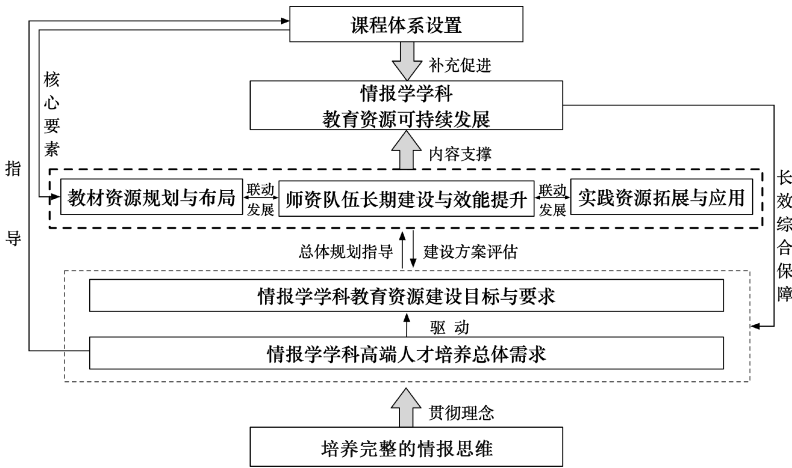 课程体系设置
补充促进
情报学学科
教育资源可持续发展
核心要素
指导
内容支撑
长效综合保障
教材资源规划与布局
联动
发展
师资队伍长期建设与效能提升
联动
发展
实践资源拓展与应用
总体规划指导
建设方案评估
情报学学科教育资源建设目标与要求
驱动
情报学学科高端人才培养总体需求
贯彻理念
培养完整的情报思维